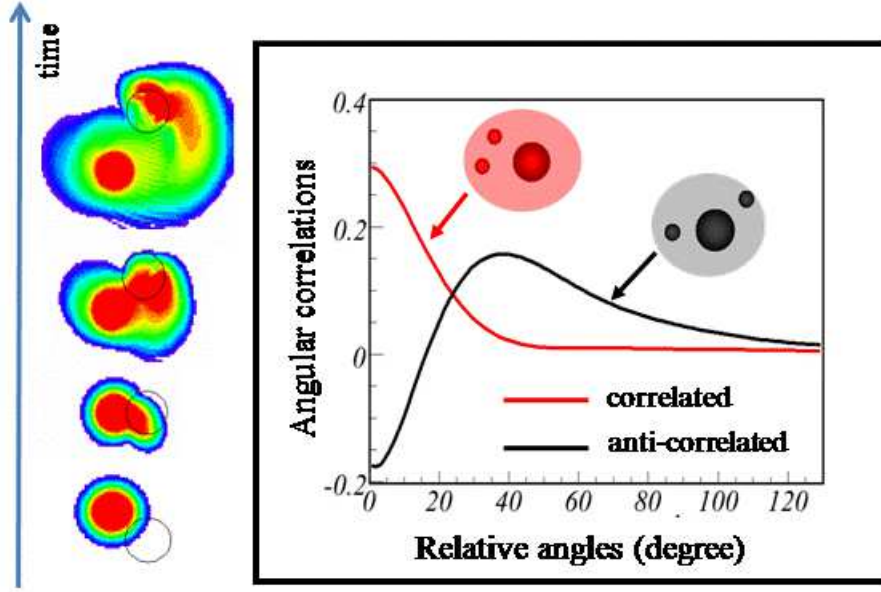 time
Angular correlations
0.4
0.2
0
-0.2
0
20
40
60
80
100
120
correlated
anti-correlated
Relative angles (degree)